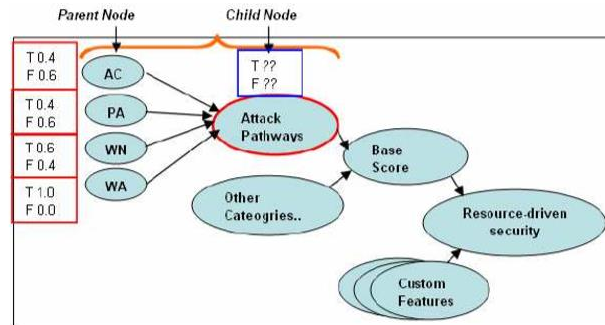 Parent Node
Child Node
T 0.4
F 0.6
AC
T ??
F ??
T 0.4
F 0.6
PA
Attack
Pathways
T 0.6
F 0.4
WN
Base
Score
T 1.0
F 0.0
WA
Other
Cateogries..
Resource-driven
security
Custom
Features